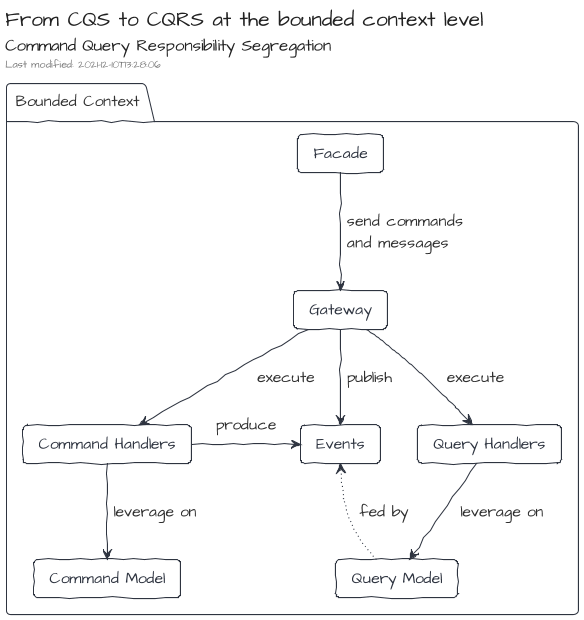 From CQS to CQRS at the bounded context level
Command Query Responsibility Segregation
Last modified: 2021-12-10T13:28:06
Bounded Context
Facade
send commands
and messages
Gateway
execute
publish
execute
produce
Command Handlers
Events
Query Handlers
leverage on
fed by
leverage on
Command Model
Query Model